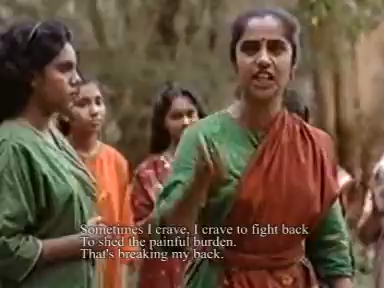 Sometimes I crave, I crave to fight back
To shed the painful burden.
That's breaking my back.